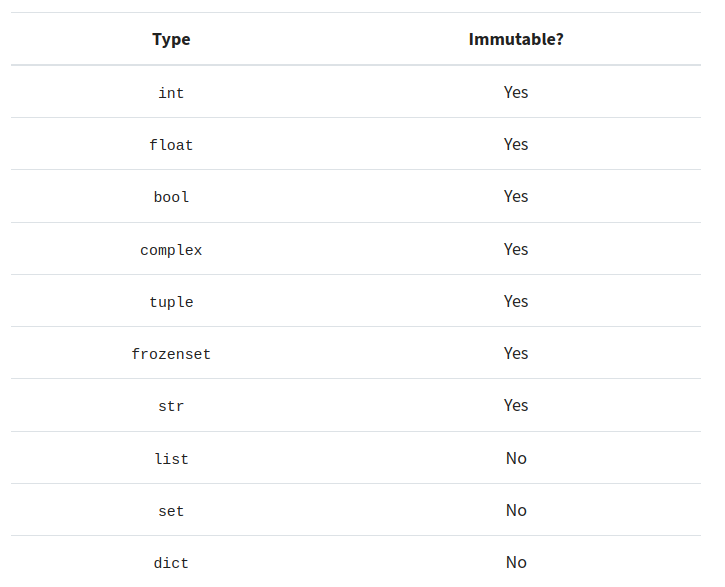 Type Immutable?
int Yes
float Yes
bool Yes
complex Yes
tuple Yes
frozenset Yes
str Yes
list No
set No
dict No